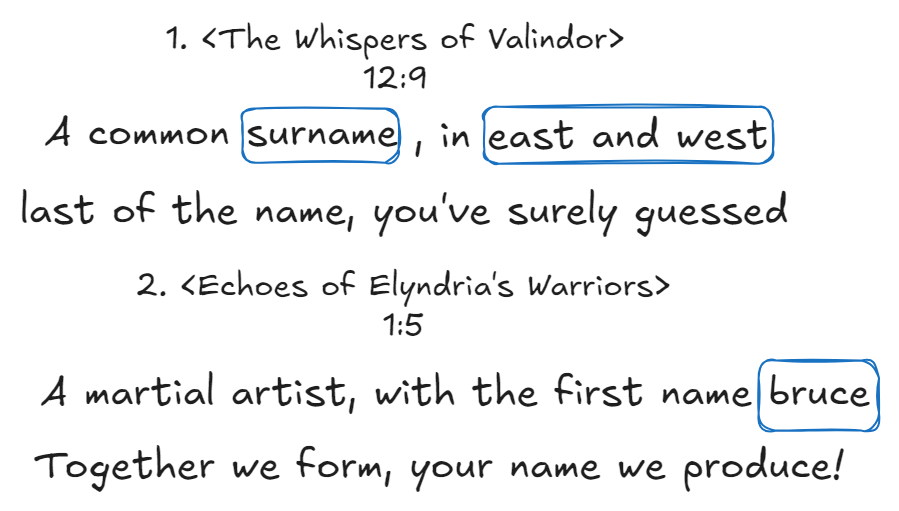 1. <The Whispers of Valindor>
12:9
A common surname, in east and west
last of the name, you've surely guessed
2. <Echoes of Elyndria's Warriors>
1:5
A martial artist, with the first name bruce
Together we form, your name we produce!